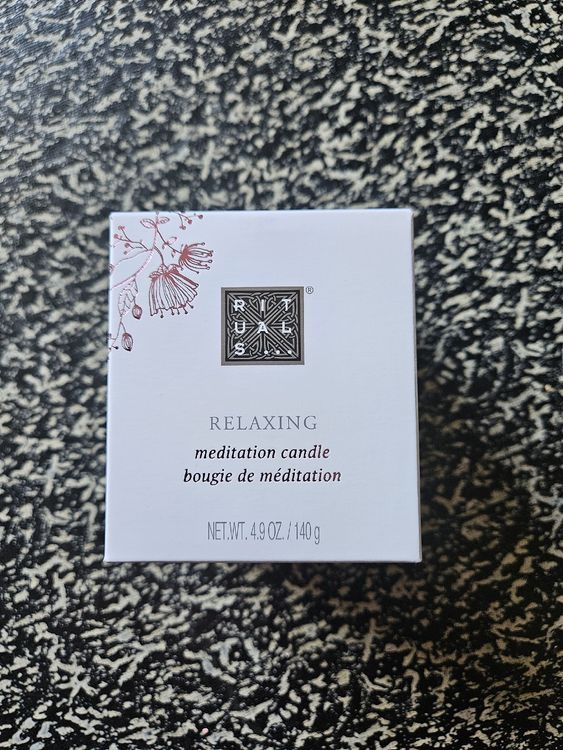 RIT
UAL
S...
®
RELAXING
meditation candle
bougie de méditation
NET.WT. 4.9 OZ. / 140 g